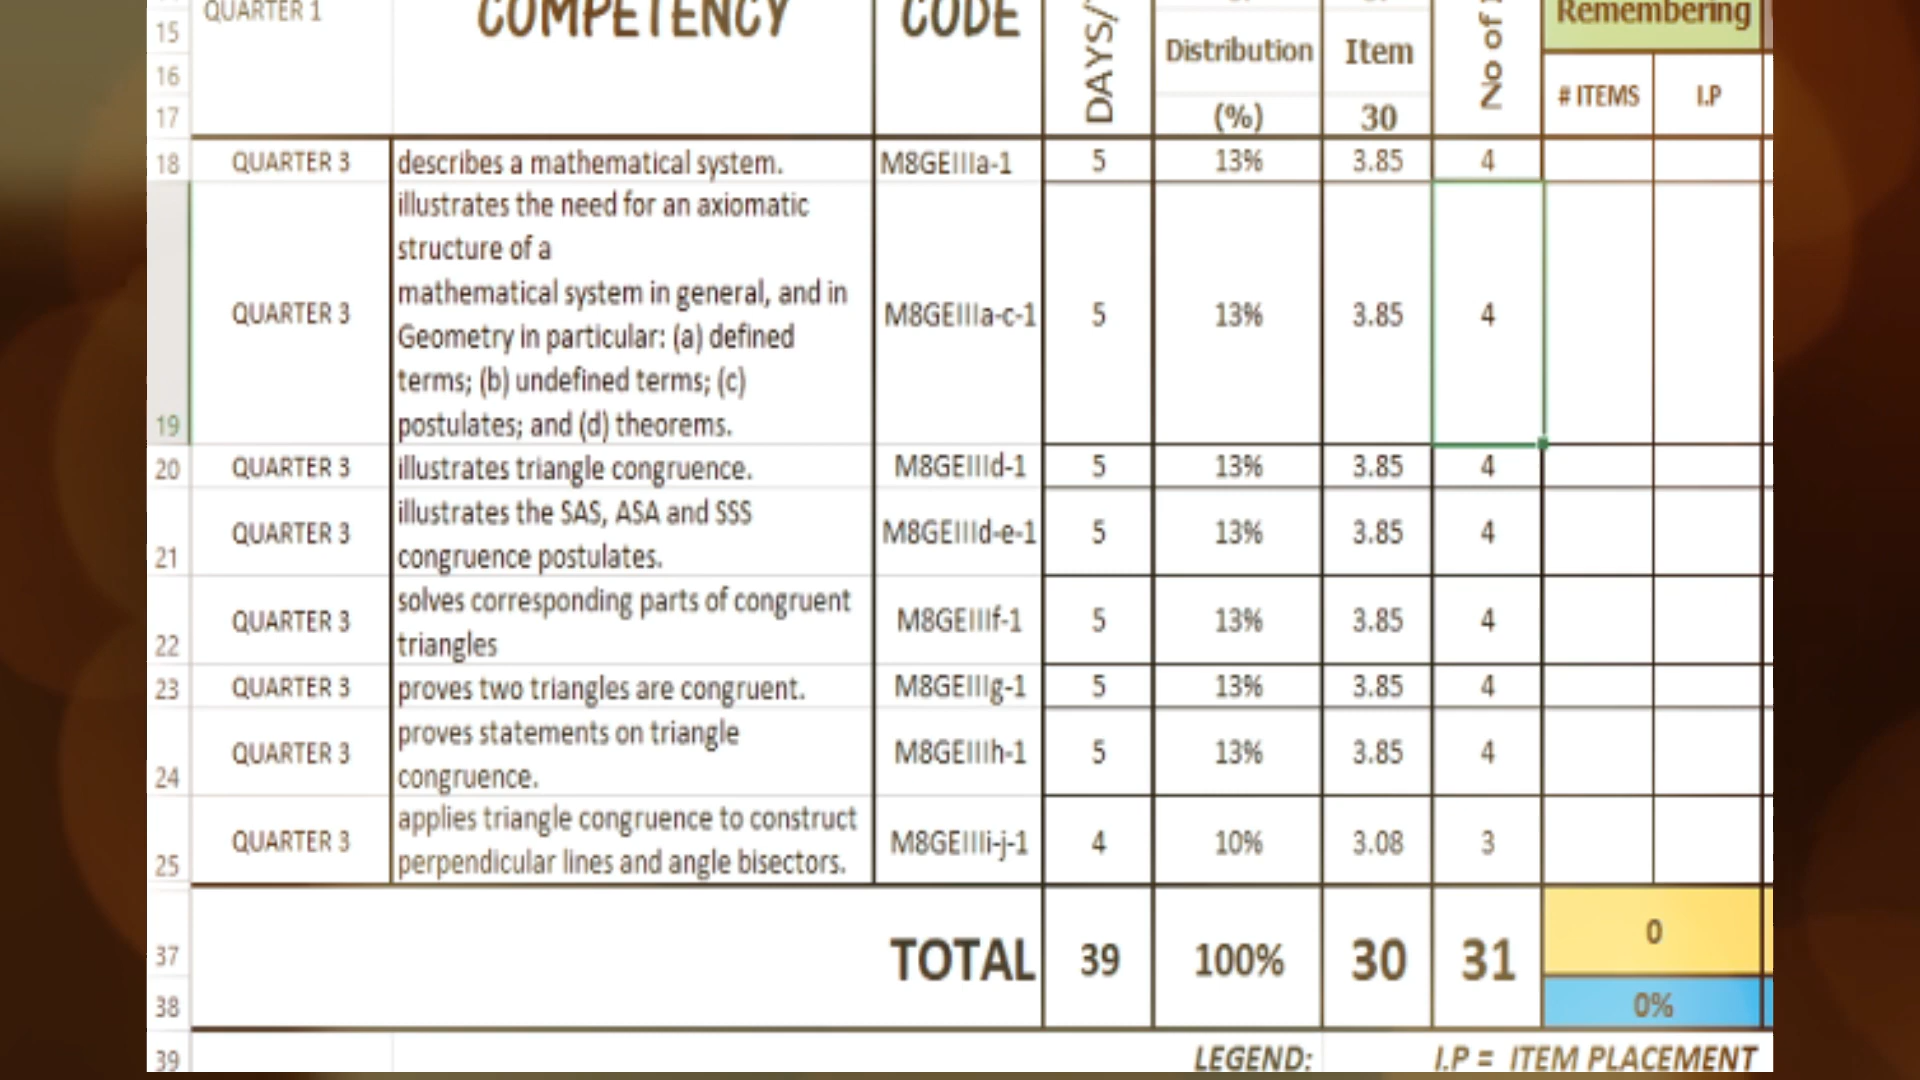 15 QUARTER 1 COMPETENCY CODE DAYS/ No of Remembering
Distribution Item
16 # ITEMS I.P
17 (%) 30
18 QUARTER 3 describes a mathematical system. M8GEIIIa-1 5 13% 3.85 4
illustrates the need for an axiomatic
structure of a
mathematical system in general, and in
19 QUARTER 3 Geometry in particular: (a) defined M8GEIIIa-c-1 5 13% 3.85 4
terms; (b) undefined terms; (c)
postulates; and (d) theorems.
20 QUARTER 3 illustrates triangle congruence. M8GEIIId-1 5 13% 3.85 4
21 QUARTER 3 illustrates the SAS, ASA and SSS M8GEIIId-e-1 5 13% 3.85 4
congruence postulates.
22 QUARTER 3 solves corresponding parts of congruent M8GEIIIf-1 5 13% 3.85 4
triangles
23 QUARTER 3 proves two triangles are congruent. M8GEIIIg-1 5 13% 3.85 4
24 QUARTER 3 proves statements on triangle M8GEIIIh-1 5 13% 3.85 4
congruence.
25 QUARTER 3 applies triangle congruence to construct M8GEIIIi-j-1 4 10% 3.08 3
perpendicular lines and angle bisectors.
37 TOTAL 39 100% 30 31 0
38 0%
39 LEGEND: I.P = ITEM PLACEMENT